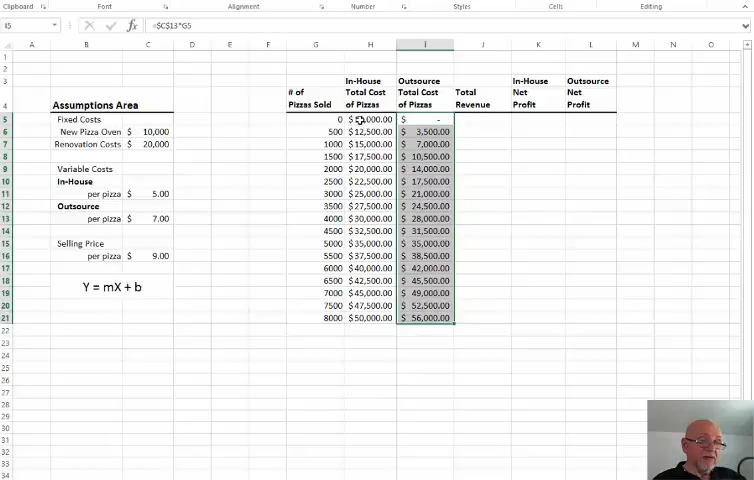 Clipboard Font Alignment Number Styles Cells Editing
I5 fx =$C$13*G5
A B C D E F G H I J K L M N O
1
2
3 In-House Outsource In-House Outsource
# of Total Cost Total Cost Total Net Net
4 Assumptions Area Pizzas Sold of Pizzas of Pizzas Revenue Profit Profit
5 Fixed Costs 0 $ -
6 New Pizza Oven $ 10,000 500 $12,500.00 $ 3,500.00
7 Renovation Costs $ 20,000 1000 $15,000.00 $ 7,000.00
8 1500 $17,500.00 $ 10,500.00
9 Variable Costs 2000 $20,000.00 $ 14,000.00
10 In-House 2500 $22,500.00 $ 17,500.00
11 per pizza $ 5.00 3000 $25,000.00 $ 21,000.00
12 Outsource 3500 $27,500.00 $ 24,500.00
13 per pizza $ 7.00 4000 $30,000.00 $ 28,000.00
14 4500 $32,500.00 $ 31,500.00
15 Selling Price 5000 $35,000.00 $ 35,000.00
16 per pizza $ 9.00 5500 $37,500.00 $ 38,500.00
17 6000 $40,000.00 $ 42,000.00
18 6500 $42,500.00 $ 45,500.00
19 Y = mX + b 7000 $45,000.00 $ 49,000.00
20 7500 $47,500.00 $ 52,500.00
21 8000 $50,000.00 $ 56,000.00
22
23
24
25
26
27
28
29
30
31
32
33
34